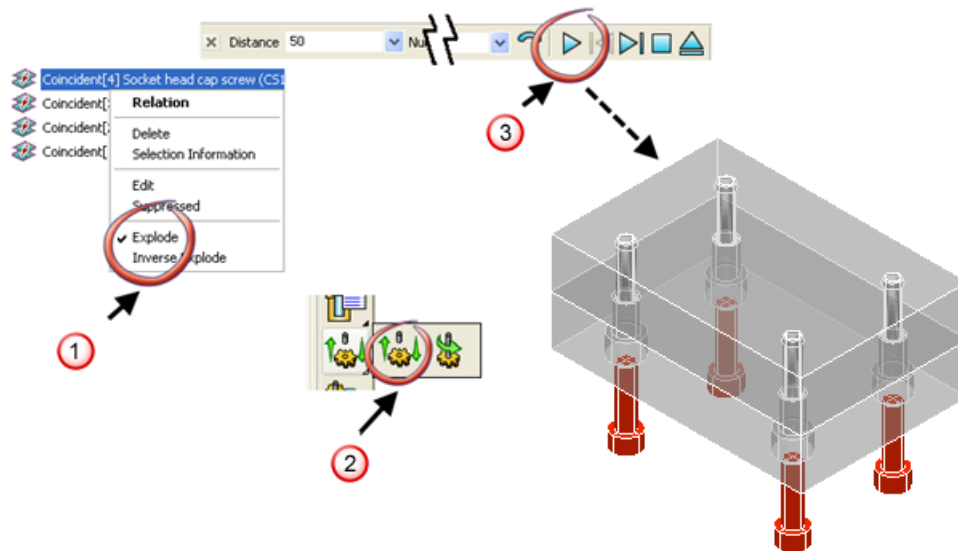 Distance 50
Nu
Coincident[4] Socket head cap screw (CS1
Coincident[
Coincident[
Coincident[
Relation
Delete
Selection Information
Edit
Suppressed
Explode
Inverse Explode
1
2
3